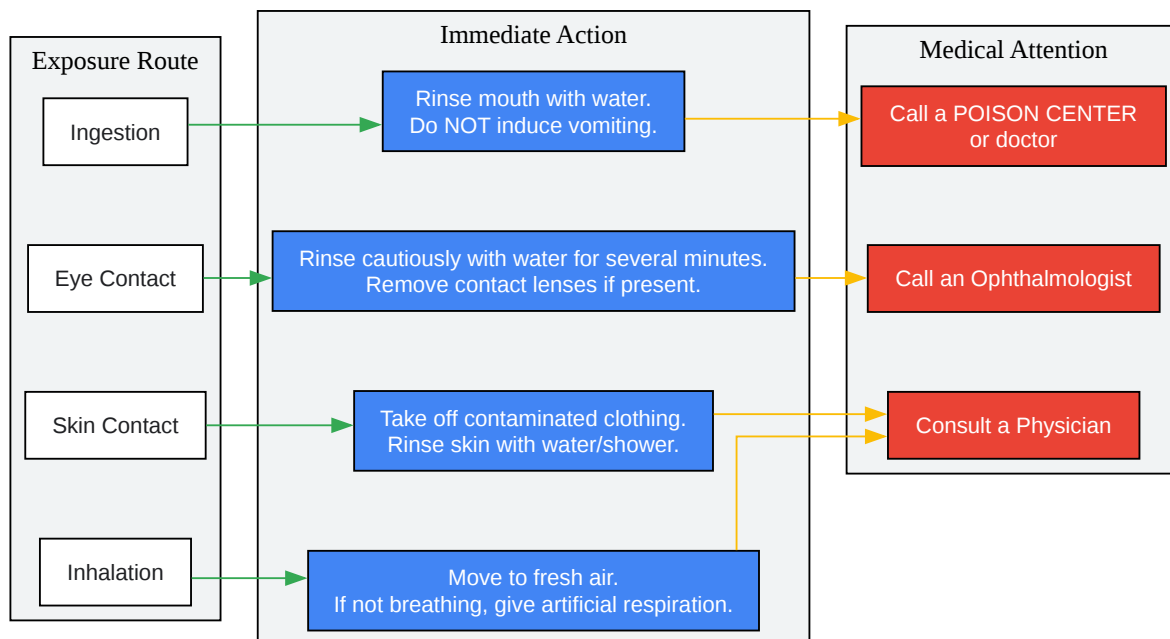 Exposure Route
Immediate Action
Medical Attention
Ingestion
Rinse mouth with water.
Do NOT induce vomiting.
Call a POISON CENTER
or doctor
Eye Contact
Rinse cautiously with water for several minutes.
Remove contact lenses if present.
Call an Ophthalmologist
Skin Contact
Take off contaminated clothing.
Rinse skin with water/shower.
Consult a Physician
Inhalation
Move to fresh air.
If not breathing, give artificial respiration.